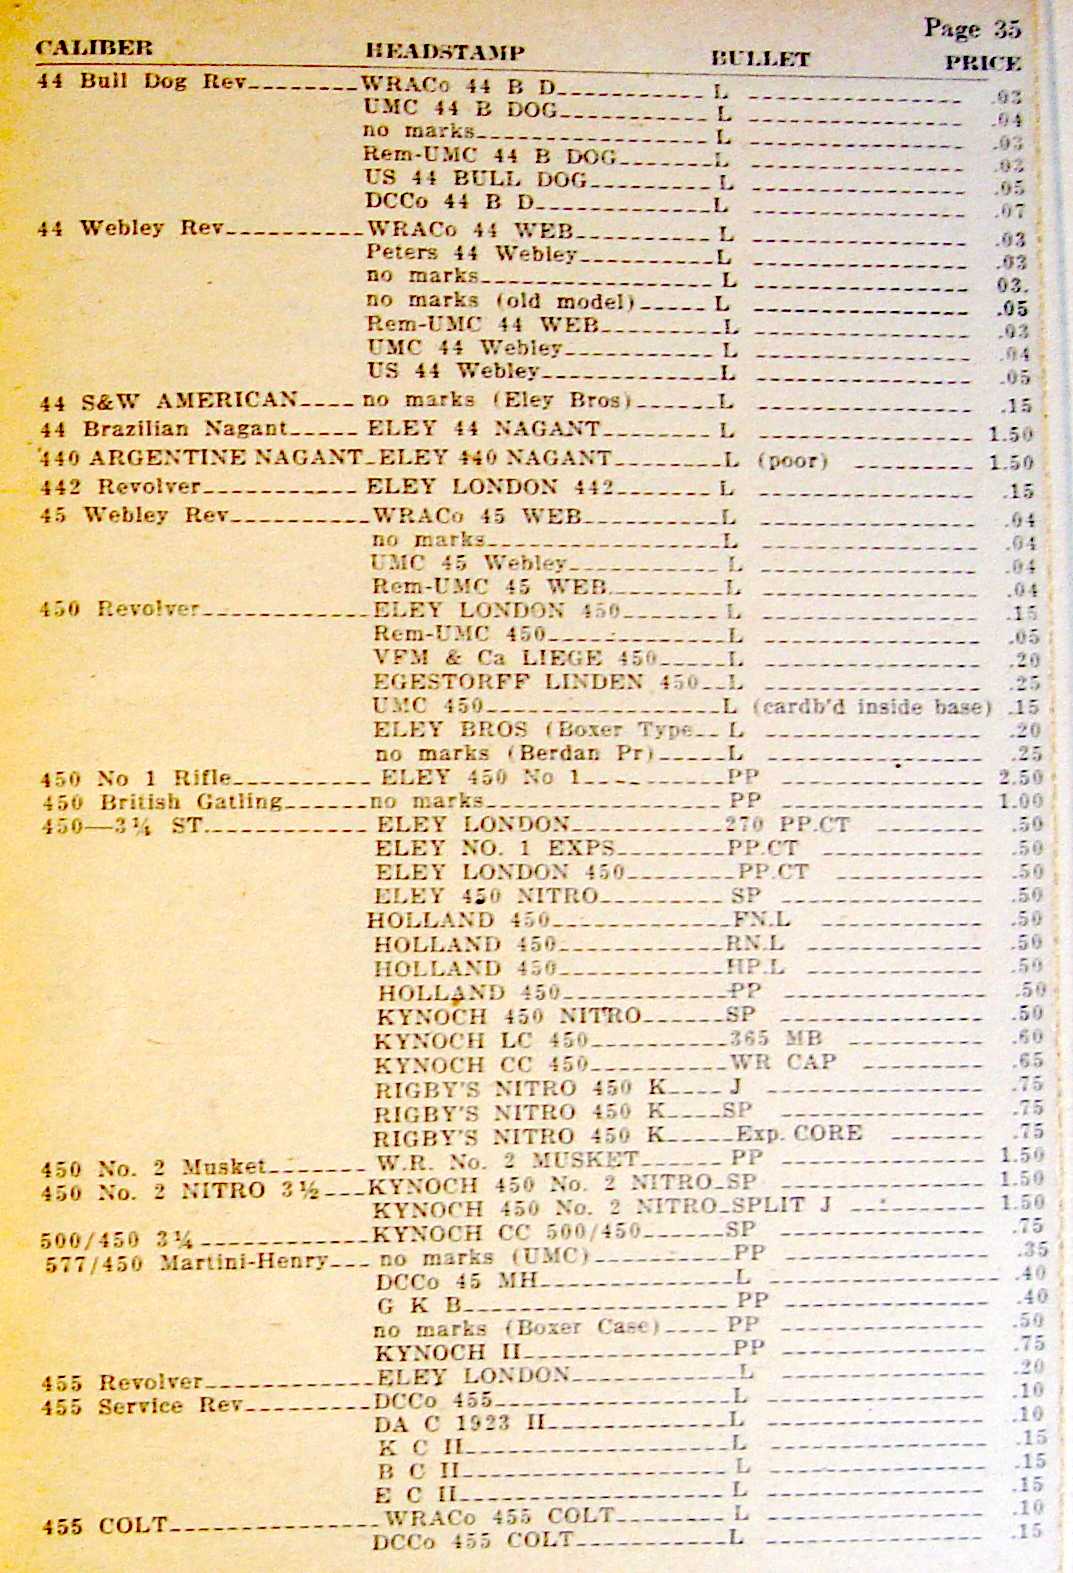 Page 35
CALIBER HEADSTAMP BULLET PRICE
44 Bull Dog Rev WRACo 44 B D L .03
UMC 44 B DOG L .04
no marks L .03
Rem-UMC 44 B DOG L .03
US 44 BULL DOG L .05
DCCo 44 B D L .07
44 Webley Rev WRACo 44 WEB L .03
Peters 44 Webley L .03
no marks L 03.
no marks (old model) L .05
Rem-UMC 44 WEB L .03
UMC 44 Webley L .04
US 44 Webley L .05
44 S&W AMERICAN no marks (Eley Bros) L .15
44 Brazilian Nagant ELEY 44 NAGANT L 1.50
440 ARGENTINE NAGANT ELEY 440 NAGANT L (poor) 1.50
442 Revolver ELEY LONDON 442 L .15
45 Webley Rev WRACo 45 WEB L .04
no marks L .04
UMC 45 Webley L .04
Rem-UMC 45 WEB L .04
450 Revolver ELEY LONDON 450 L .15
Rem-UMC 450 L .05
VFM & Ca LIEGE 450 L .20
EGESTORFF LINDEN 450 L .25
UMC 450 L (cardb'd inside base) .15
ELEY BROS (Boxer Type L .20
no marks (Berdan Pr) L .25
450 No 1 Rifle ELEY 450 No 1 PP 2.50
450 British Gatling no marks PP 1.00
450—3¼ ST. ELEY LONDON 270 PP.CT .50
ELEY NO. 1 EXPS PP.CT .50
ELEY LONDON 450 PP.CT .50
ELEY 450 NITRO SP .50
HOLLAND 450 FN.L .50
HOLLAND 450 RN.L .50
HOLLAND 450 HP.L .50
HOLLAND 450 PP .50
KYNOCH 450 NITRO SP .50
KYNOCH LC 450 365 MB .60
KYNOCH CC 450 WR CAP .65
RIGBY'S NITRO 450 K J .75
RIGBY'S NITRO 450 K SP .75
RIGBY'S NITRO 450 K Exp. CORE .75
450 No. 2 Musket W.R. No. 2 MUSKET PP 1.50
450 No. 2 NITRO 3½ KYNOCH 450 No. 2 NITRO SP 1.50
KYNOCH 450 No. 2 NITRO SPLIT J 1.50
500/450 3¼ KYNOCH CC 500/450 SP .75
577/450 Martini-Henry no marks (UMC) PP .35
DCCo 45 MH L .40
G K B PP .40
no marks (Boxer Case) PP .50
KYNOCH II PP .75
455 Revolver ELEY LONDON L .20
455 Service Rev DCCo 455 L .10
DA C 1923 II L .10
K C II L .15
B C II L .15
E C II L .15
455 COLT WRACo 455 COLT L .10
DCCo 455 COLT L .15